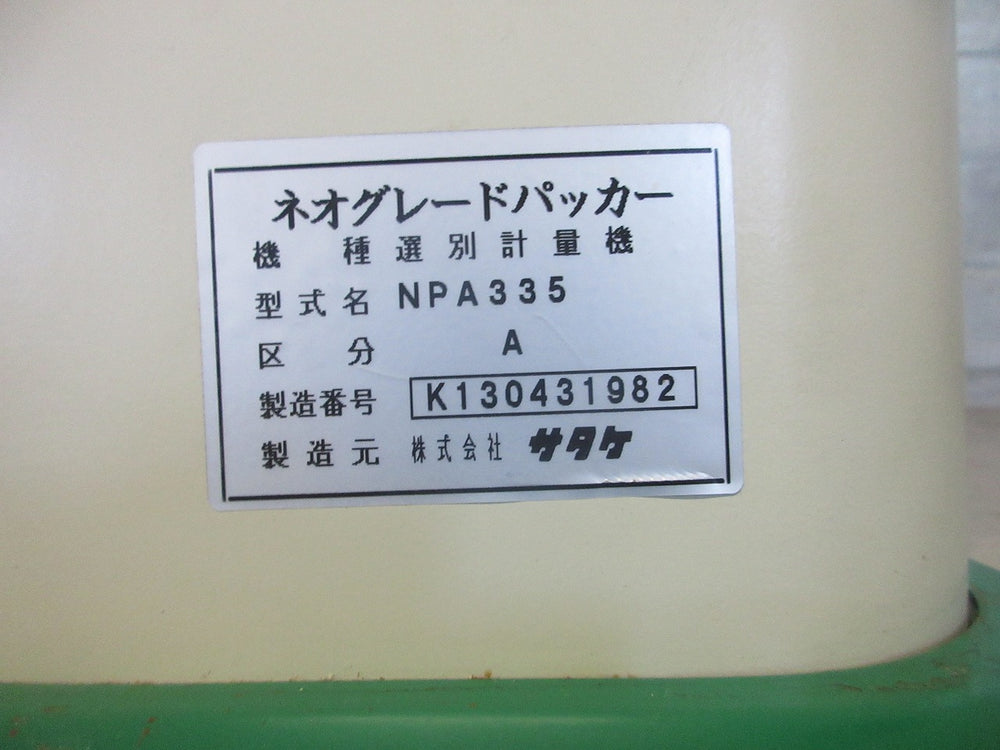 ネオグレードパッカー
機種 選別計量機
型式名 NPA335
区分 A
製造番号 K130431982
製造元 株式会社 サタケ